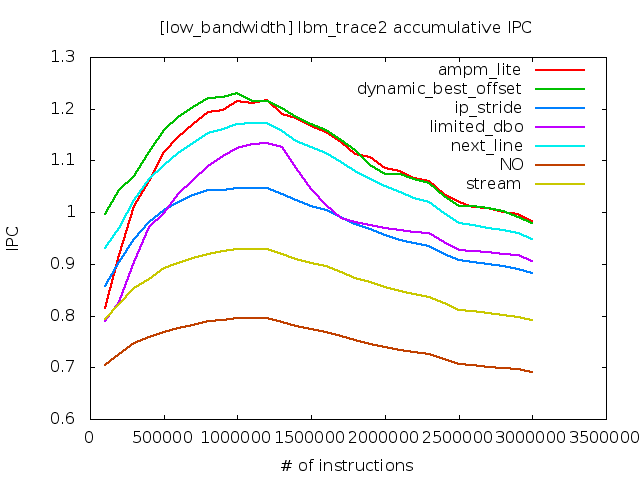 [low_bandwidth] lbm_trace2 accumulative IPC
1.3
1.2
1.1
1
0.9
0.8
0.7
0.6
IPC
ampm_lite
dynamic_best_offset
ip_stride
limited_dbo
next_line
NO
stream
0 500000 1000000 1500000 2000000 2500000 3000000 3500000
# of instructions